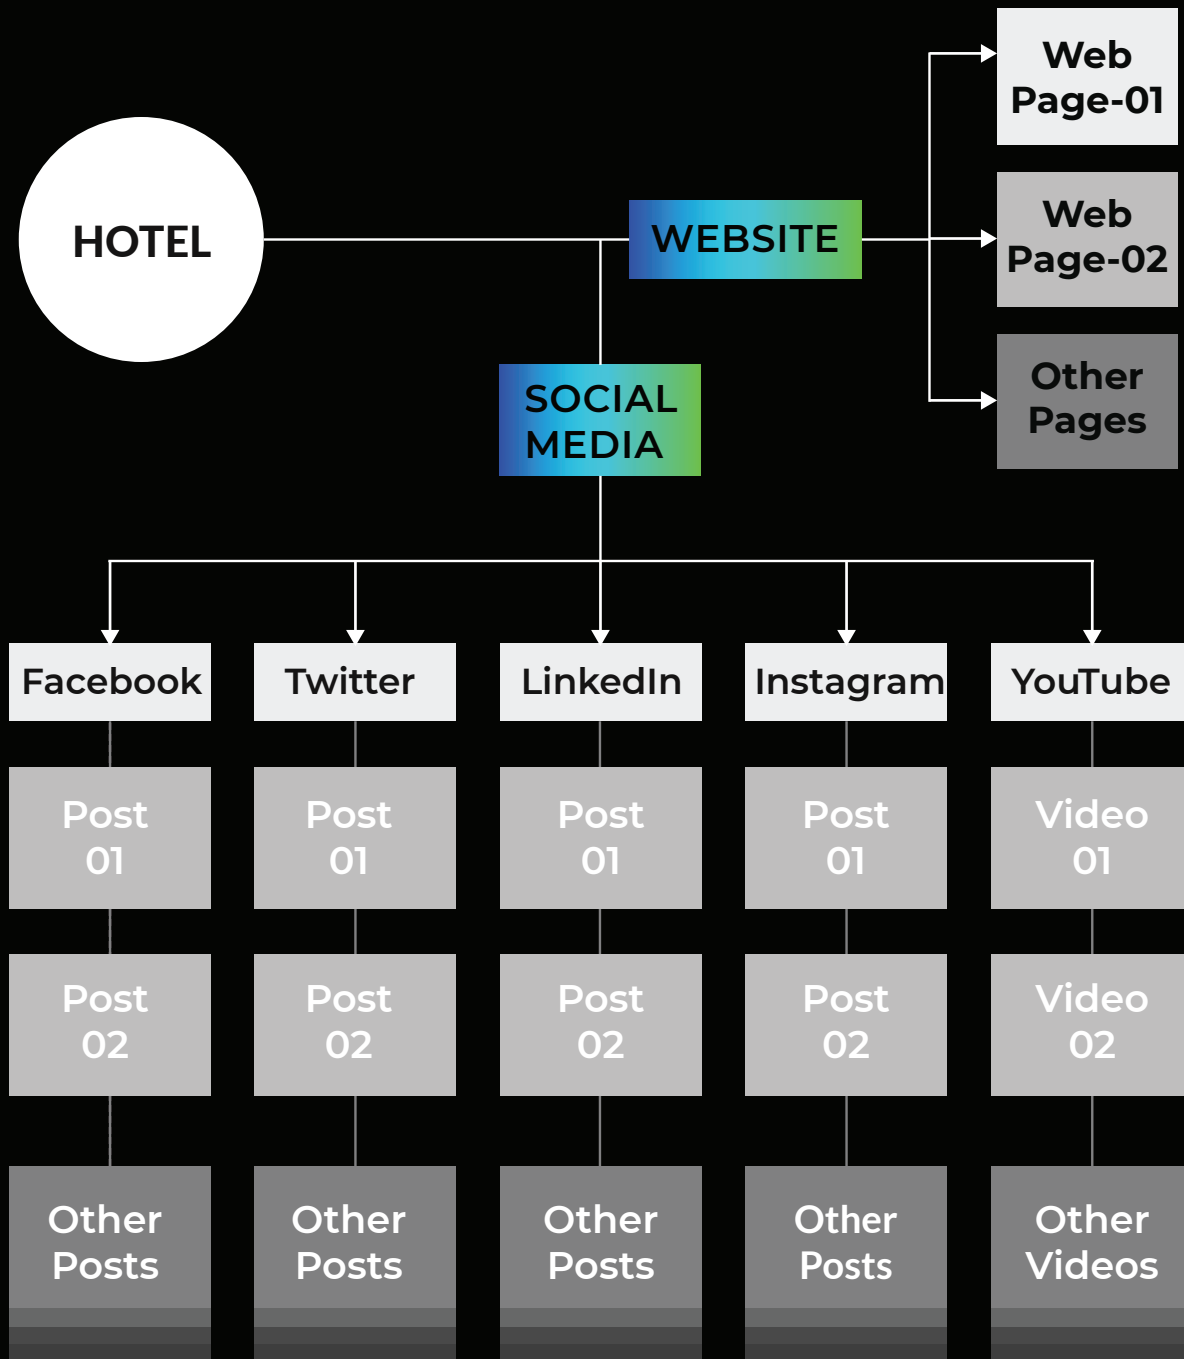 Web
Page-01
HOTEL
WEBSITE
Web
Page-02
Other
Pages
SOCIAL
MEDIA
Facebook
Twitter
LinkedIn
Instagram
YouTube
Post
01
Post
01
Post
01
Post
01
Video
01
Post
02
Post
02
Post
02
Post
02
Video
02
Other
Posts
Other
Posts
Other
Posts
Other
Posts
Other
Videos